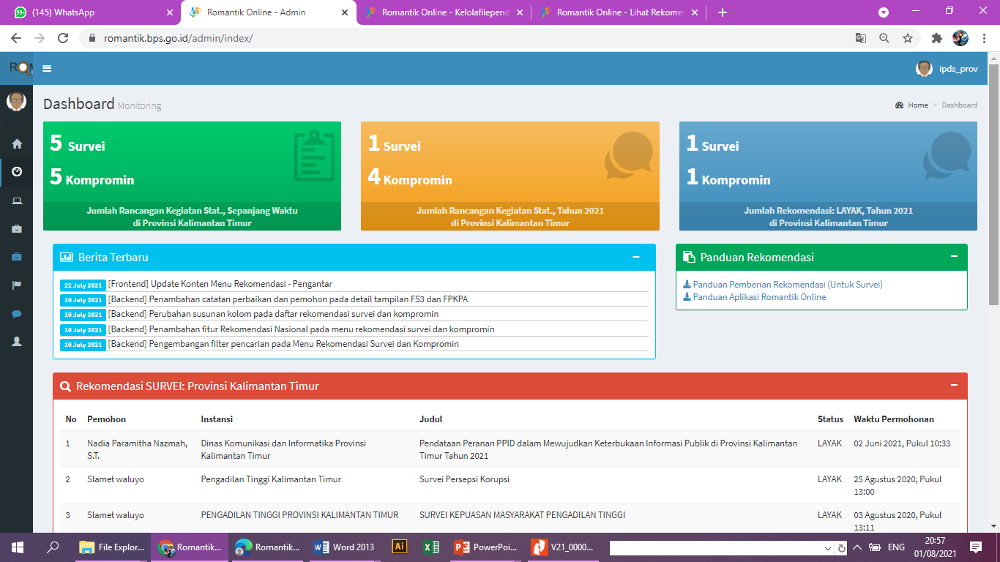 99+ (145) WhatsApp
Romantik Online - Admin
Romantik Online - Kelolafilepend
Romantik Online - Lihat Rekomen
romantik.bps.go.id/admin/index/
ROM
ipds_prov
Dashboard Monitoring
Home > Dashboard
5 Survei
5 Kompromin
Jumlah Rancangan Kegiatan Stat., Sepanjang Waktu
di Provinsi Kalimantan Timur
1 Survei
4 Kompromin
Jumlah Rancangan Kegiatan Stat., Tahun 2021
di Provinsi Kalimantan Timur
1 Survei
1 Kompromin
Jumlah Rekomendasi: LAYAK, Tahun 2021
di Provinsi Kalimantan Timur
Berita Terbaru
22 July 2021 [Frontend] Update Konten Menu Rekomendasi - Pengantar
16 July 2021 [Backend] Penambahan catatan perbaikan dan pemohon pada detail tampilan FS3 dan FPKPA
16 July 2021 [Backend] Perubahan susunan kolom pada daftar rekomendasi survei dan kompromin
16 July 2021 [Backend] Penambahan fitur Rekomendasi Nasional pada menu rekomendasi survei dan kompromin
16 July 2021 [Backend] Pengembangan filter pencarian pada Menu Rekomendasi Survei dan Kompromin
Panduan Rekomendasi
Panduan Pemberian Rekomendasi (Untuk Survei)
Panduan Aplikasi Romantik Online
Rekomendasi SURVEI: Provinsi Kalimantan Timur
No Pemohon Instansi Judul Status Waktu Permohonan
1 Nadia Paramitha Nazmah, Dinas Komunikasi dan Informatika Provinsi Pendataan Peranan PPID dalam Mewujudkan Keterbukaan Informasi Publik di Provinsi Kalimantan LAYAK 02 Juni 2021, Pukul 10:33
S.T. Kalimantan Timur Timur Tahun 2021
2 Slamet waluyo Pengadilan Tinggi Kalimantan Timur Survei Persepsi Korupsi LAYAK 25 Agustus 2020, Pukul
13:00
3 Slamet waluyo PENGADILAN TINGGI PROVINSI KALIMANTAN TIMUR SURVEI KEPUASAN MASYARAKAT PENGADILAN TINGGI LAYAK 03 Agustus 2020, Pukul
13:11
File Explor... Romantik... Romantik... Word 2013 Ai PowerPoi... V21_0000... ENG 20:57
01/08/2021